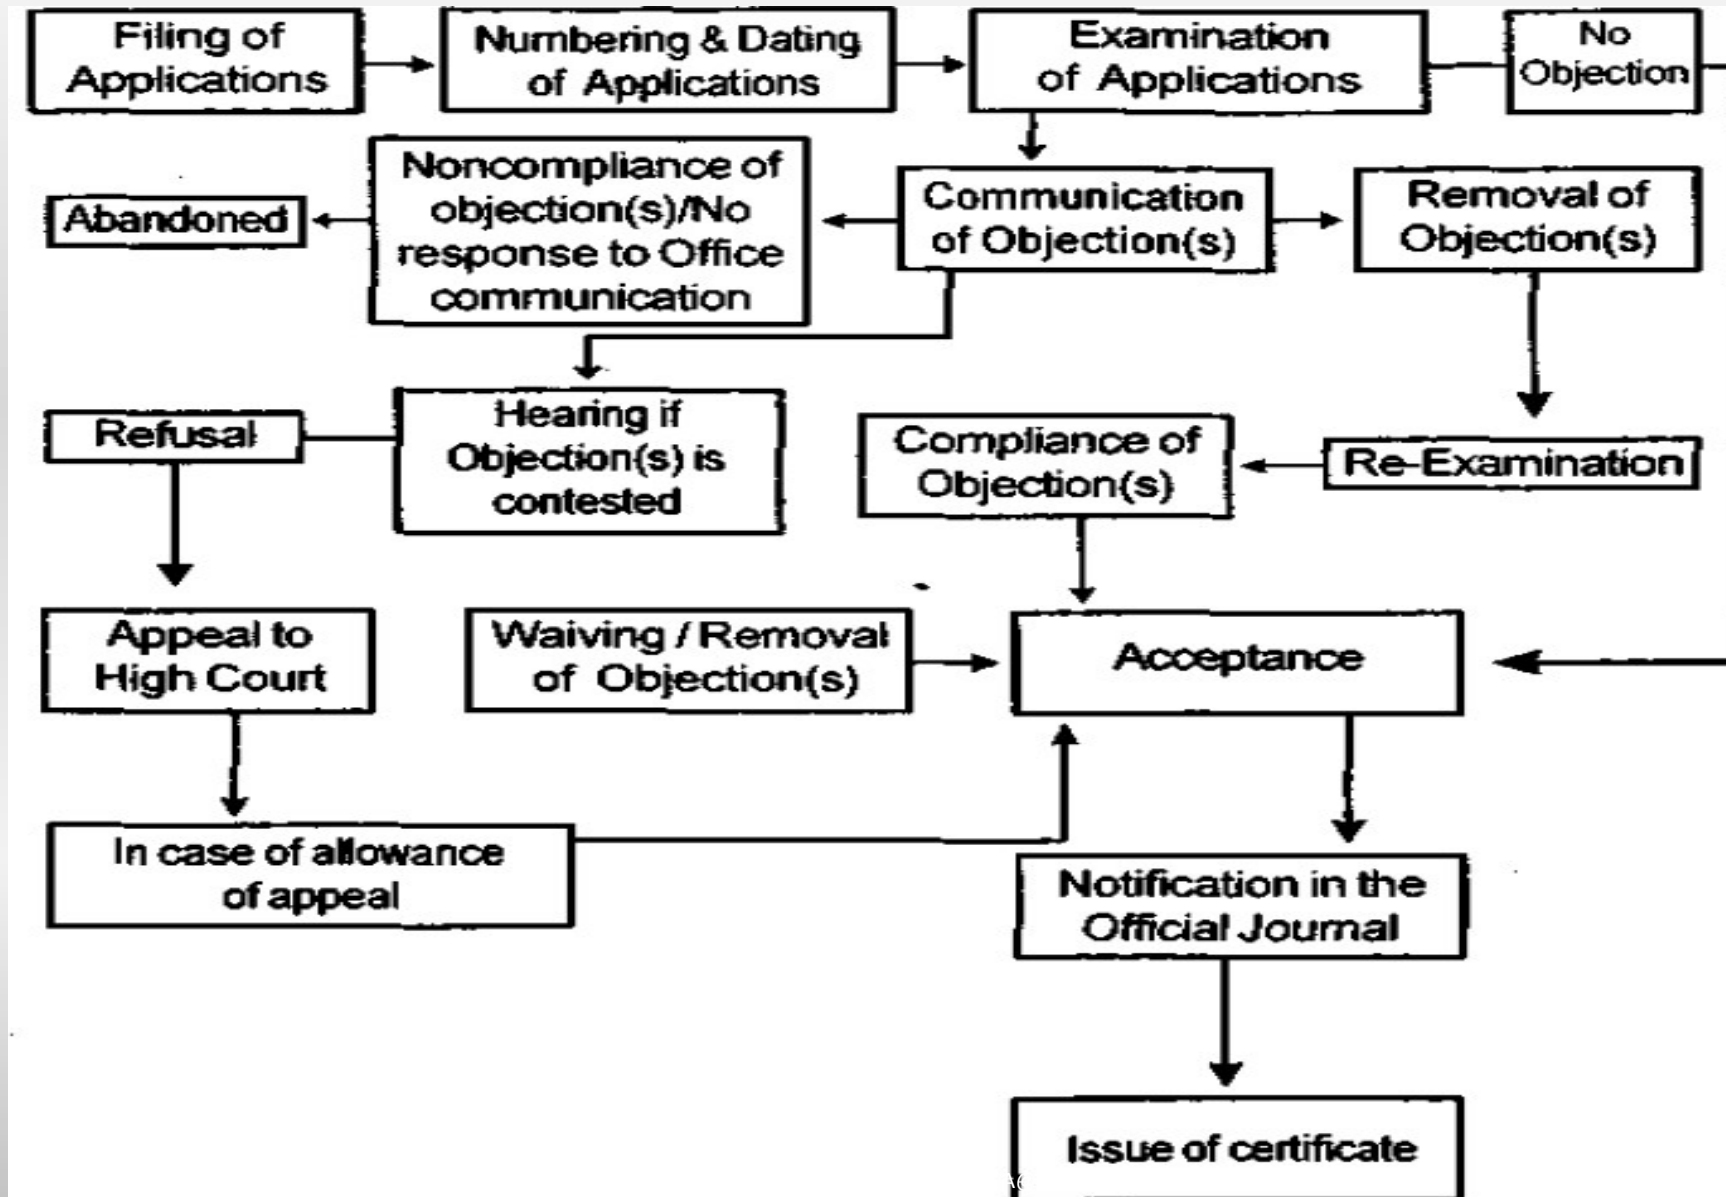 Filing of
Applications
Numbering & Dating
of Applications
Examination
of Applications
No
Objection
Abandoned
Noncompliance of
objection(s)/No
response to Office
communication
Communication
of Objection(s)
Removal of
Objection(s)
Refusal
Hearing if
Objection(s) is
contested
Compliance of
Objection(s)
Re-Examination
Appeal to
High Court
Waiving / Removal
of Objection(s)
Acceptance
In case of allowance
of appeal
Notification in the
Official Journal
Issue of certificate